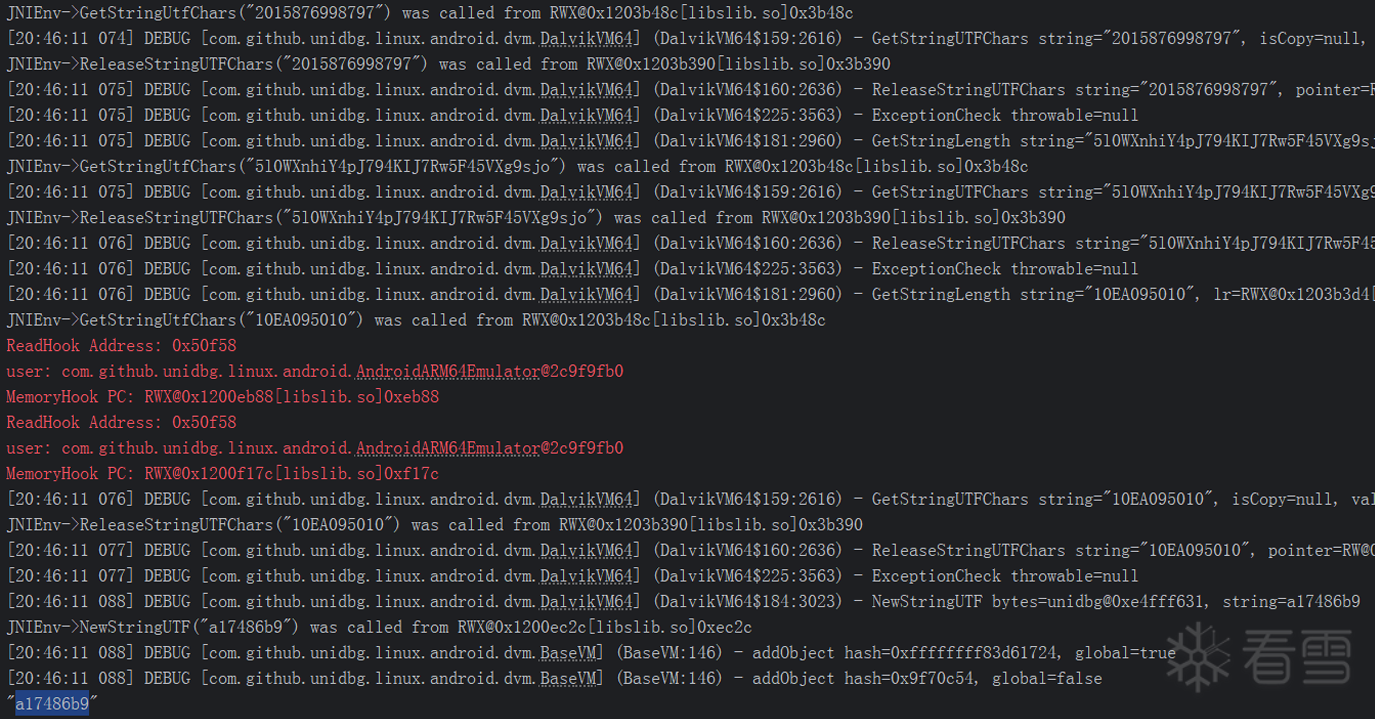 JNIEnv->GetStringUtfChars("2015876998797") was called from RWX@0x1203b48c[libslib.so]0x3b48c
[20:46:11 074] DEBUG [com.github.unidbg.linux.android.dvm.DalvikVM64] (DalvikVM64$159:2616) - GetStringUTFChars string="2015876998797", isCopy=null,
JNIEnv->ReleaseStringUTFChars("2015876998797") was called from RWX@0x1203b390[libslib.so]0x3b390
[20:46:11 075] DEBUG [com.github.unidbg.linux.android.dvm.DalvikVM64] (DalvikVM64$160:2636) - ReleaseStringUTFChars string="2015876998797", pointer=R
[20:46:11 075] DEBUG [com.github.unidbg.linux.android.dvm.DalvikVM64] (DalvikVM64$225:3563) - ExceptionCheck throwable=null
[20:46:11 075] DEBUG [com.github.unidbg.linux.android.dvm.DalvikVM64] (DalvikVM64$181:2960) - GetStringLength string="5l0WXnhiY4pJ794KIJ7Rw5F45VXg9sj
JNIEnv->GetStringUtfChars("5l0WXnhiY4pJ794KIJ7Rw5F45VXg9sjo") was called from RWX@0x1203b48c[libslib.so]0x3b48c
[20:46:11 075] DEBUG [com.github.unidbg.linux.android.dvm.DalvikVM64] (DalvikVM64$159:2616) - GetStringUTFChars string="5l0WXnhiY4pJ794KIJ7Rw5F45VXg9
JNIEnv->ReleaseStringUTFChars("5l0WXnhiY4pJ794KIJ7Rw5F45VXg9sjo") was called from RWX@0x1203b390[libslib.so]0x3b390
[20:46:11 076] DEBUG [com.github.unidbg.linux.android.dvm.DalvikVM64] (DalvikVM64$160:2636) - ReleaseStringUTFChars string="5l0WXnhiY4pJ794KIJ7Rw5F45
[20:46:11 076] DEBUG [com.github.unidbg.linux.android.dvm.DalvikVM64] (DalvikVM64$225:3563) - ExceptionCheck throwable=null
[20:46:11 076] DEBUG [com.github.unidbg.linux.android.dvm.DalvikVM64] (DalvikVM64$181:2960) - GetStringLength string="10EA095010", lr=RWX@0x1203b3d4[
JNIEnv->GetStringUtfChars("10EA095010") was called from RWX@0x1203b48c[libslib.so]0x3b48c
ReadHook Address: 0x50f58
user: com.github.unidbg.linux.android.AndroidARM64Emulator@2c9f9fb0
MemoryHook PC: RWX@0x1200eb88[libslib.so]0xeb88
ReadHook Address: 0x50f58
user: com.github.unidbg.linux.android.AndroidARM64Emulator@2c9f9fb0
MemoryHook PC: RWX@0x1200f17c[libslib.so]0xf17c
[20:46:11 076] DEBUG [com.github.unidbg.linux.android.dvm.DalvikVM64] (DalvikVM64$159:2616) - GetStringUTFChars string="10EA095010", isCopy=null, val
JNIEnv->ReleaseStringUTFChars("10EA095010") was called from RWX@0x1203b390[libslib.so]0x3b390
[20:46:11 077] DEBUG [com.github.unidbg.linux.android.dvm.DalvikVM64] (DalvikVM64$160:2636) - ReleaseStringUTFChars string="10EA095010", pointer=RW@0
[20:46:11 077] DEBUG [com.github.unidbg.linux.android.dvm.DalvikVM64] (DalvikVM64$225:3563) - ExceptionCheck throwable=null
[20:46:11 088] DEBUG [com.github.unidbg.linux.android.dvm.DalvikVM64] (DalvikVM64$184:3023) - NewStringUTF bytes=unidbg@0xe4fff631, string=a17486b9
JNIEnv->NewStringUTF("a17486b9") was called from RWX@0x1200ec2c[libslib.so]0xec2c
[20:46:11 088] DEBUG [com.github.unidbg.linux.android.dvm.BaseVM] (BaseVM:146) - addObject hash=0xffffffff83d61724, global=true
[20:46:11 088] DEBUG [com.github.unidbg.linux.android.dvm.BaseVM] (BaseVM:146) - addObject hash=0x9f70c54, global=false
"a17486b9"
看雪